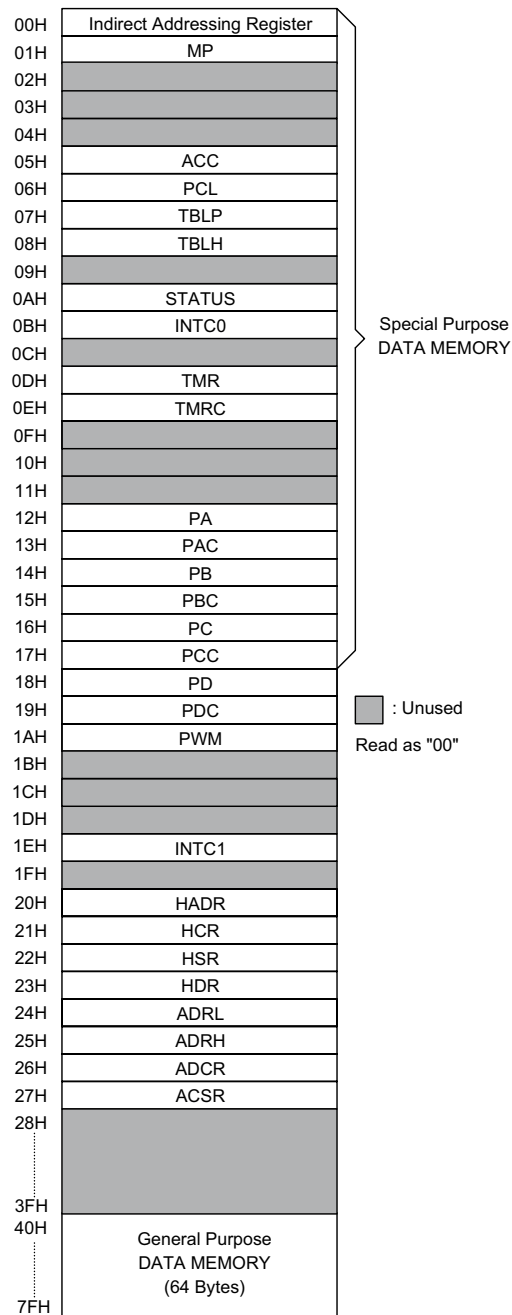 00H Indirect Addressing Register
01H MP
02H
03H
04H
05H ACC
06H PCL
07H TBLP
08H TBLH
09H
0AH STATUS
0BH INTC0
Special Purpose
DATA MEMORY
0CH
0DH TMR
0EH TMRC
0FH
10H
11H
12H PA
13H PAC
14H PB
15H PBC
16H PC
17H PCC
18H PD
19H PDC
: Unused
1AH PWM
Read as "00"
1BH
1CH
1DH
1EH INTC1
1FH
20H HADR
21H HCR
22H HSR
23H HDR
24H ADRL
25H ADRH
26H ADCR
27H ACSR
28H
3FH
40H
General Purpose
DATA MEMORY
(64 Bytes)
7FH